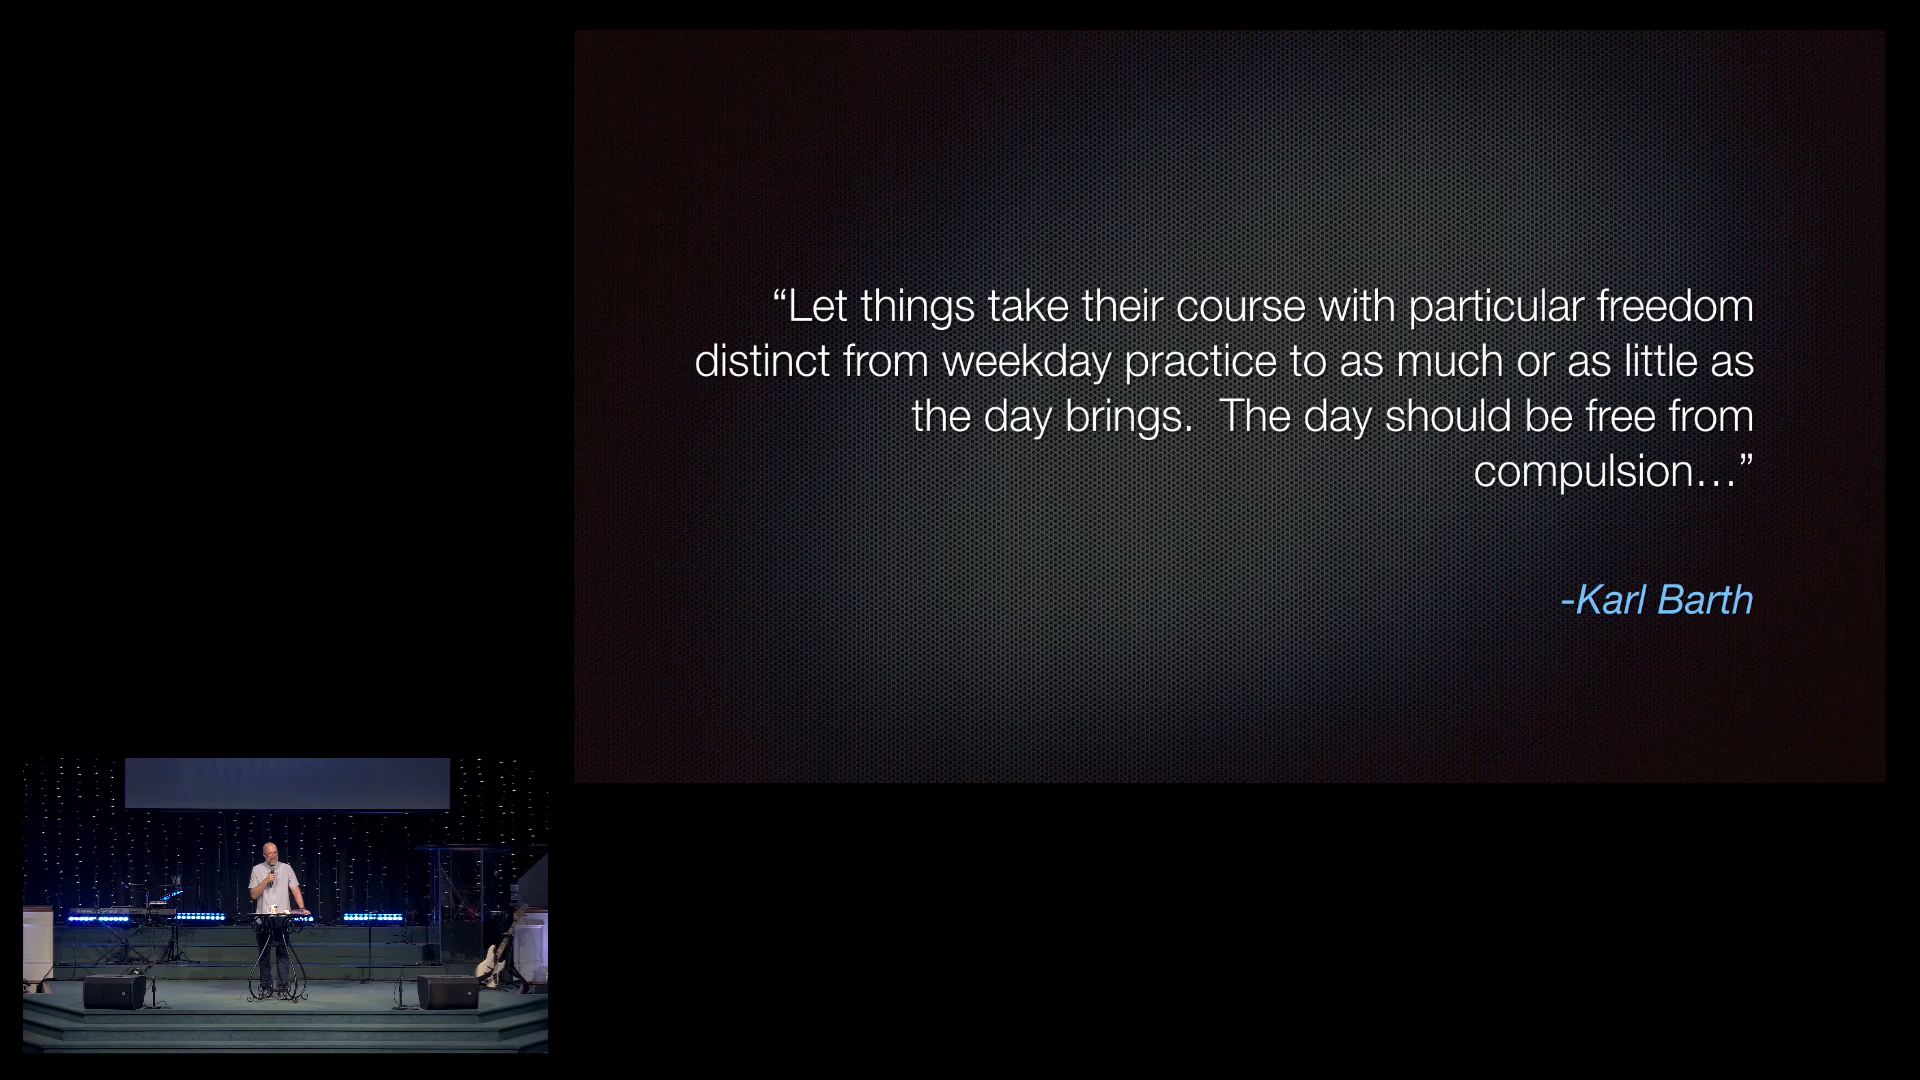 “Let things take their course with particular freedom
distinct from weekday practice to as much or as little as
the day brings.  The day should be free from
compulsion…”
-Karl Barth